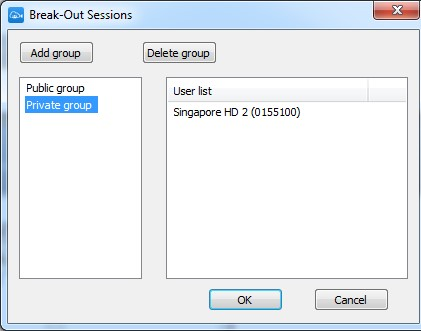 Break-Out Sessions
Add group
Delete group
Public group
Private group
User list
Singapore HD 2 (0155100)
OK
Cancel